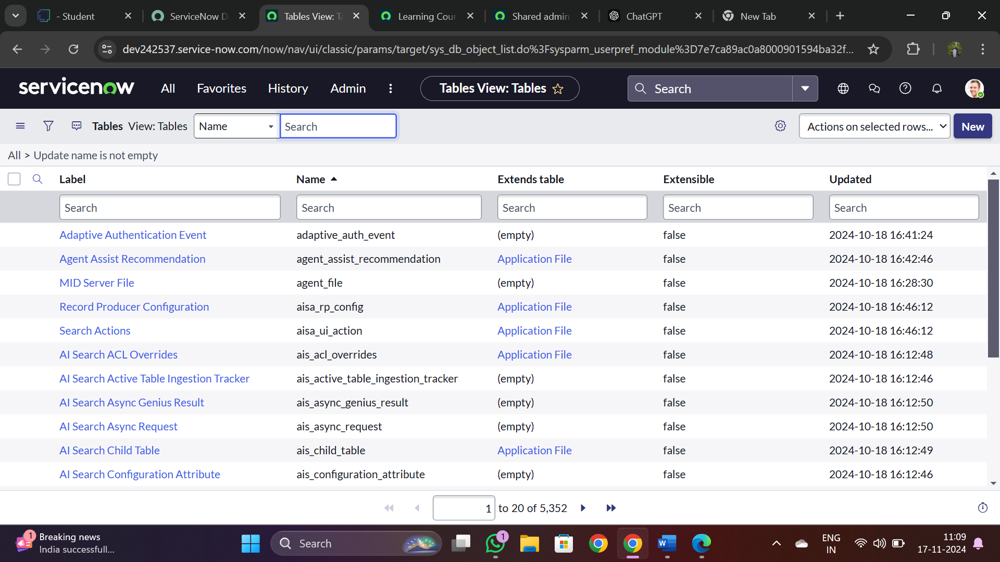 - Student
ServiceNow D
Tables View: Ta
Learning Cour
Shared admin
ChatGPT
New Tab
dev242537.service-now.com/now/nav/ui/classic/params/target/sys_db_object_list.do%3Fsysparm_userpref_module%3D7e7ca89ac0a8000901594ba32f...
servicenow
All Favorites History Admin
Tables View: Tables
Search
Tables View: Tables
Name
Search
Actions on selected rows...
New
All > Update name is not empty
Label Name Extends table Extensible Updated
Search Search Search Search Search
Adaptive Authentication Event adaptive_auth_event (empty) false 2024-10-18 16:41:24
Agent Assist Recommendation agent_assist_recommendation Application File false 2024-10-18 16:42:46
MID Server File agent_file (empty) false 2024-10-18 16:28:30
Record Producer Configuration aisa_rp_config Application File false 2024-10-18 16:46:12
Search Actions aisa_ui_action Application File false 2024-10-18 16:46:12
AI Search ACL Overrides ais_acl_overrides Application File false 2024-10-18 16:12:48
AI Search Active Table Ingestion Tracker ais_active_table_ingestion_tracker (empty) false 2024-10-18 16:12:46
AI Search Async Genius Result ais_async_genius_result (empty) false 2024-10-18 16:12:50
AI Search Async Request ais_async_request (empty) false 2024-10-18 16:12:50
AI Search Child Table ais_child_table Application File false 2024-10-18 16:12:49
AI Search Configuration Attribute ais_configuration_attribute (empty) false 2024-10-18 16:12:46
1 to 20 of 5,352
1
Breaking news
India successfull...
Search
1
W
ENG
IN
11:09
17-11-2024